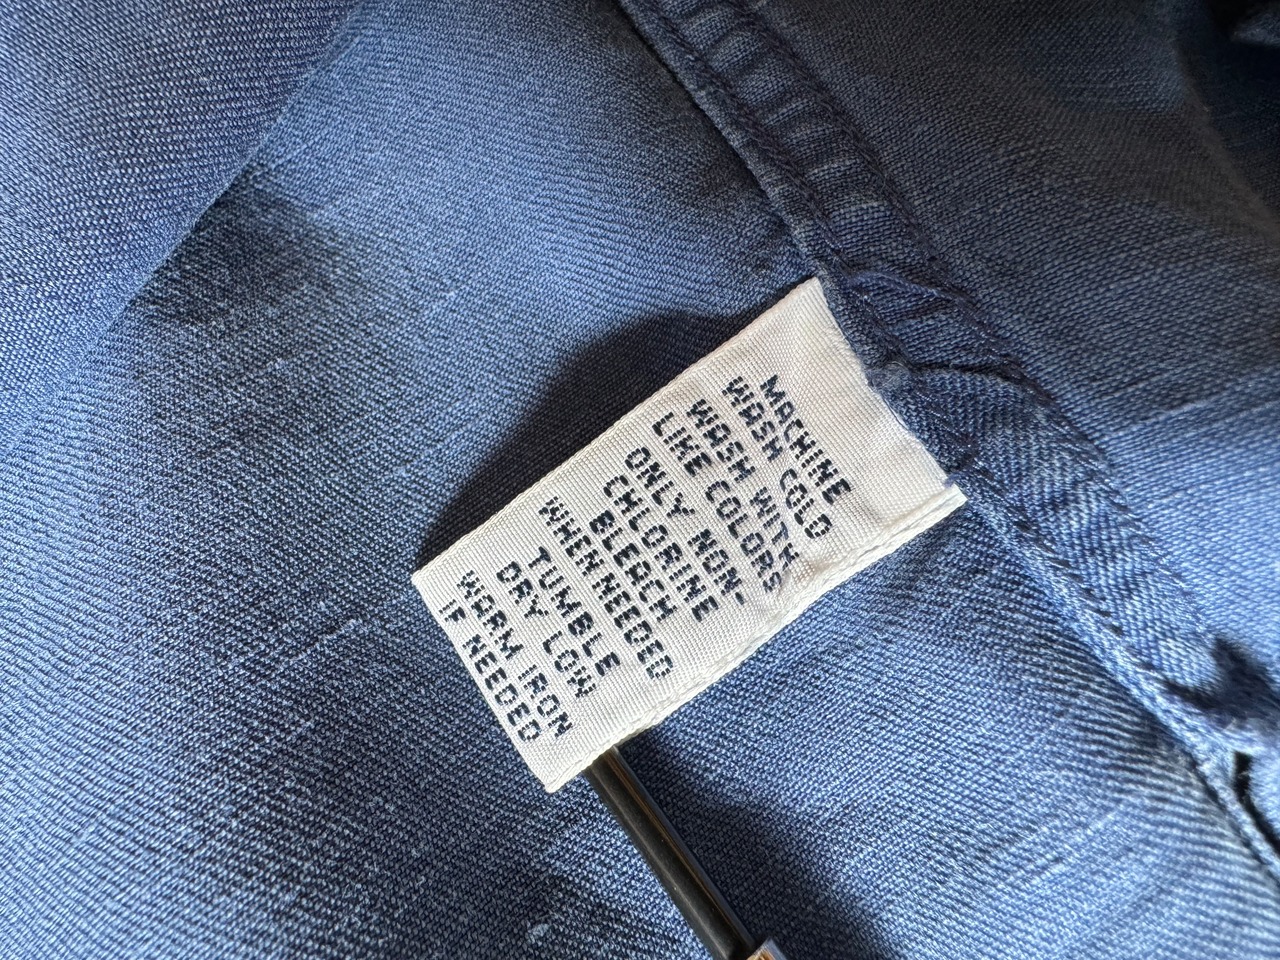 MACHINE
WASH COLD
WASH WITH
LIKE COLORS
ONLY NON-
CHLORINE
BLEACH
WHEN NEEDED
TUMBLE
DRY LOW
WARM IRON
IF NEEDED